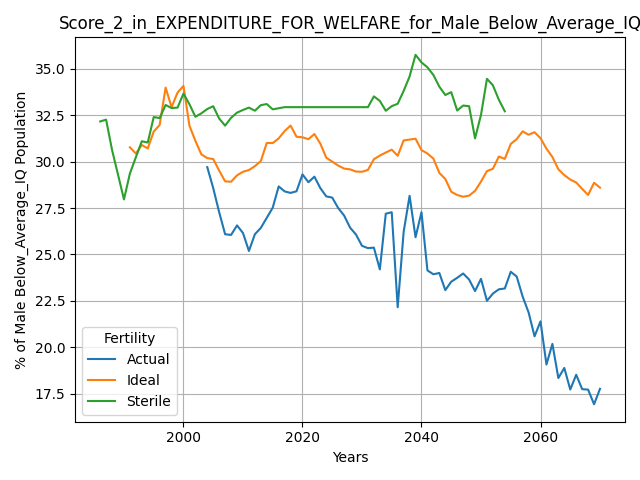 Score_2_in_EXPENDITURE_FOR_WELFARE_for_Male_Below_Average_IQ
% of Male Below_Average_IQ Population
35.0
32.5
30.0
27.5
25.0
22.5
20.0
17.5
Fertility
Actual
Ideal
Sterile
2000
2020
2040
2060
Years